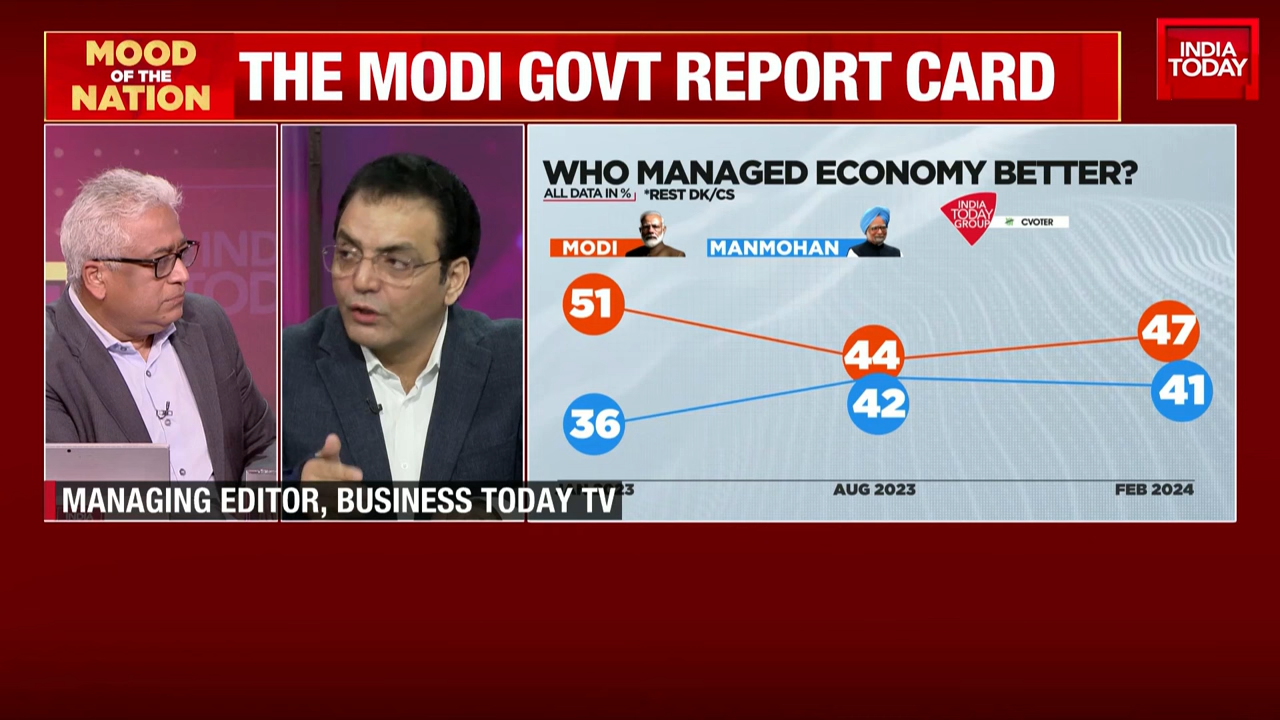 MOOD
OF THE
NATION
THE MODI GOVT REPORT CARD
INDIA
TODAY
WHO MANAGED ECONOMY BETTER?
ALL DATA IN % *REST DK/CS
INDIA
TODAY
GROUP
CVOTER
MODI
MANMOHAN
51
44
47
36
42
41
2023
AUG 2023
FEB 2024
MANAGING EDITOR, BUSINESS TODAY TV